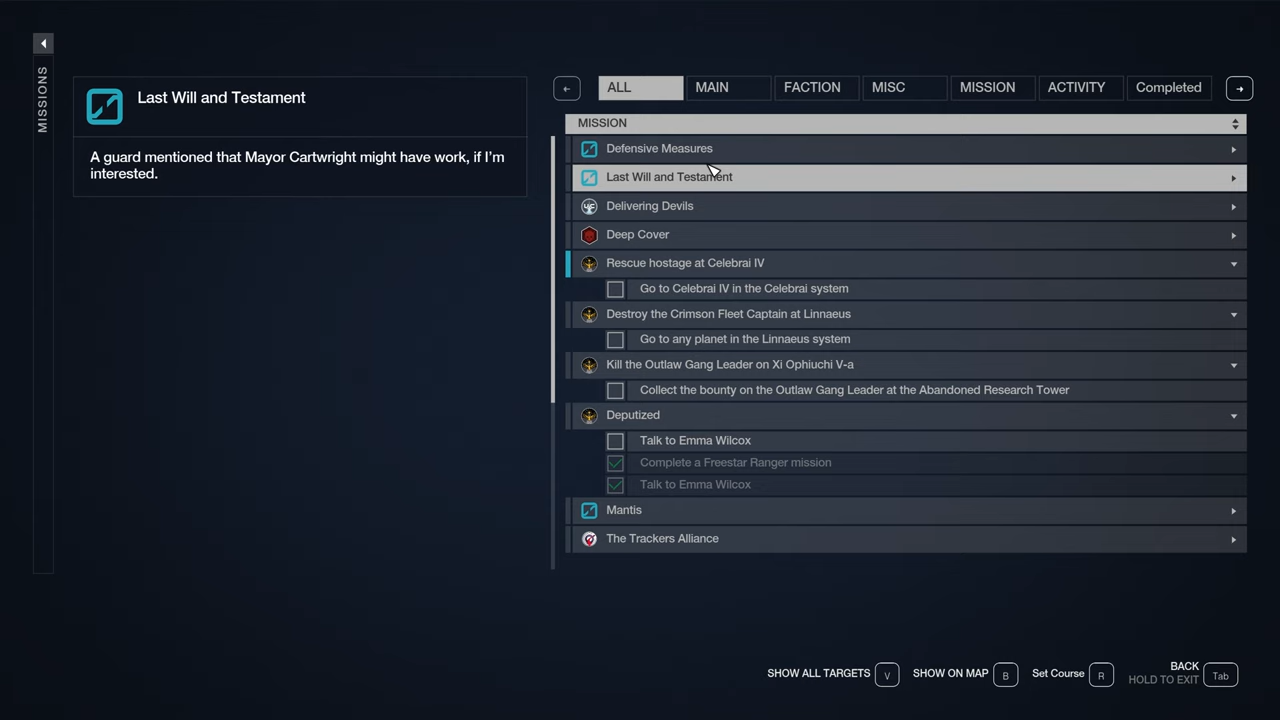 MISSIONS
Last Will and Testament
A guard mentioned that Mayor Cartwright might have work, if I'm
interested.
ALL
MAIN
FACTION
MISC
MISSION
ACTIVITY
Completed
MISSION
Defensive Measures
Last Will and Testament
Delivering Devils
Deep Cover
Rescue hostage at Celebrai IV
Go to Celebrai IV in the Celebrai system
Destroy the Crimson Fleet Captain at Linnaeus
Go to any planet in the Linnaeus system
Kill the Outlaw Gang Leader on Xi Ophiuchi V-a
Collect the bounty on the Outlaw Gang Leader at the Abandoned Research Tower
Deputized
Talk to Emma Wilcox
Complete a Freestar Ranger mission
Talk to Emma Wilcox
Mantis
The Trackers Alliance
SHOW ALL TARGETS V
SHOW ON MAP B
Set Course R
BACK
HOLD TO EXIT Tab